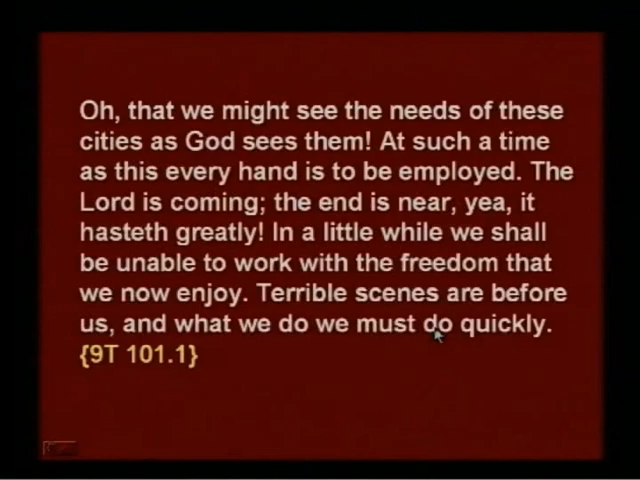 Oh, that we might see the needs of these
cities as God sees them! At such a time
as this every hand is to be employed. The
Lord is coming; the end is near, yea, it
hasteth greatly! In a little while we shall
be unable to work with the freedom that
we now enjoy. Terrible scenes are before
us, and what we do we must do quickly.
{9T 101.1}